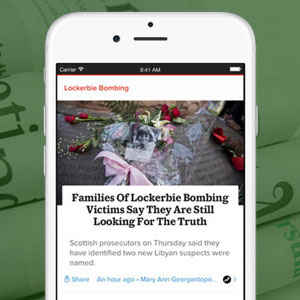 Carrier
9:41 AM
Lockerbie Bombing
Families Of Lockerbie Bombing
Victims Say They Are Still
Looking For The Truth
Scottish prosecutors on Thursday said they
have identified two new Libyan suspects were
named.
Share An hour ago • Mary Ann Georgantopo...